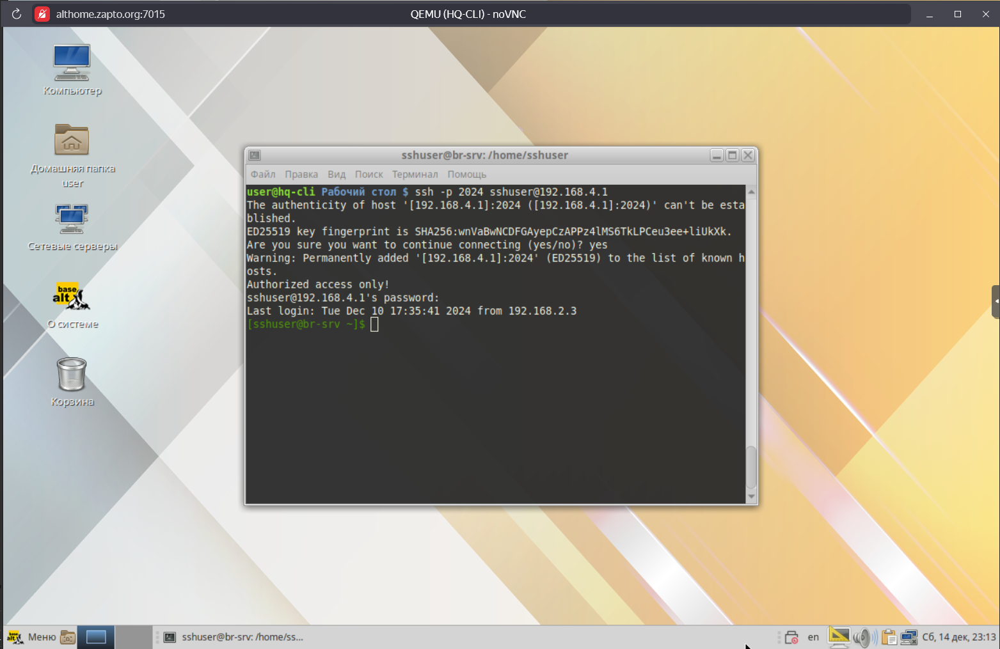 althome.zapto.org:7015
QEMU (HQ-CLI) - noVNC
Компьютер
Домашняя папка
user
Сетевые серверы
base
alt
О системе
Корзина
sshuser@br-srv: /home/sshuser
Файл Правка Вид Поиск Терминал Помощь
user@hq-cli Рабочий стол $ ssh -p 2024 sshuser@192.168.4.1
The authenticity of host '[192.168.4.1]:2024 ([192.168.4.1]:2024)' can't be esta
blished.
ED25519 key fingerprint is SHA256:wnVaBwNCDFGAyepCzAPPz4lMS6TkLPCeu3ee+liUkXk.
Are you sure you want to continue connecting (yes/no)? yes
Warning: Permanently added '[192.168.4.1]:2024' (ED25519) to the list of known h
osts.
Authorized access only!
sshuser@192.168.4.1's password:
Last login: Tue Dec 10 17:35:41 2024 from 192.168.2.3
[sshuser@br-srv ~]$
base
alt
Меню
sshuser@br-srv: /home/ss...
en
Сб, 14 дек, 23:13